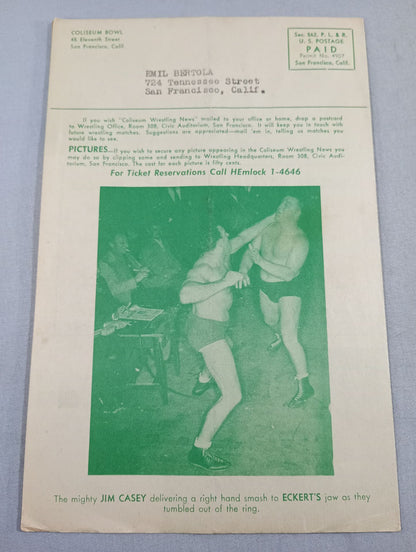 COLISEUM BOWL
45 Eleventh Street
San Francisco, Calif.
Sec. 562, P. L. & R.
U. S. POSTAGE
PAID
Permit No. 4907
San Francisco, Calif.
EMIL BERTOLA
724 Tennessee Street
San Francisco, Calif.
If you wish "Coliseum Wrestling News" mailed to your office or home, drop a postcard
to Wrestling Office, Room 308, Civic Auditorium, San Francisco. It will keep you in touch with
future wrestling matches. Suggestions are appreciated—mail 'em in, telling us matches you
would like to see.
PICTURES—If you wish to secure any picture appearing in the Coliseum Wrestling News you
may do so by clipping same and sending to Wrestling Headquarters, Room 308, Civic Audi-
torium, San Francisco. The cost for each picture is fifty cents.
For Ticket Reservations Call HEmlock 1-4646
The mighty JIM CASEY delivering a right hand smash to ECKERT'S jaw as they
tumbled out of the ring.